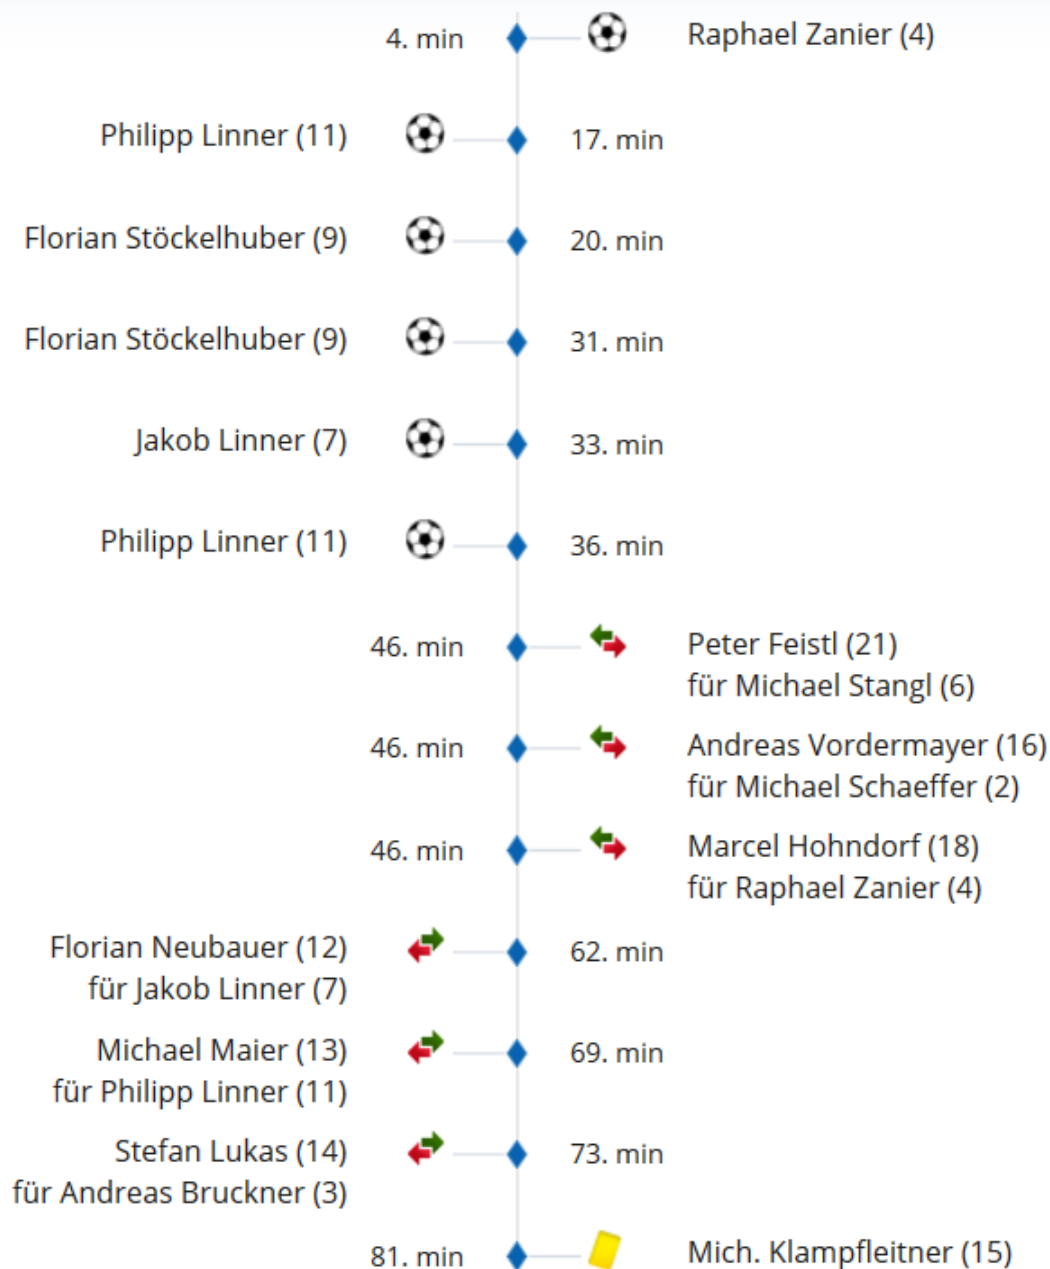 4. min Raphael Zanier (4)
Philipp Linner (11) 17. min
Florian Stöckelhuber (9) 20. min
Florian Stöckelhuber (9) 31. min
Jakob Linner (7) 33. min
Philipp Linner (11) 36. min
46. min Peter Feistl (21)
für Michael Stangl (6)
46. min Andreas Vordermayer (16)
für Michael Schaeffer (2)
46. min Marcel Hohndorf (18)
für Raphael Zanier (4)
Florian Neubauer (12) 62. min
für Jakob Linner (7)
Michael Maier (13) 69. min
für Philipp Linner (11)
Stefan Lukas (14) 73. min
für Andreas Bruckner (3)
81. min Mich. Klampfleitner (15)